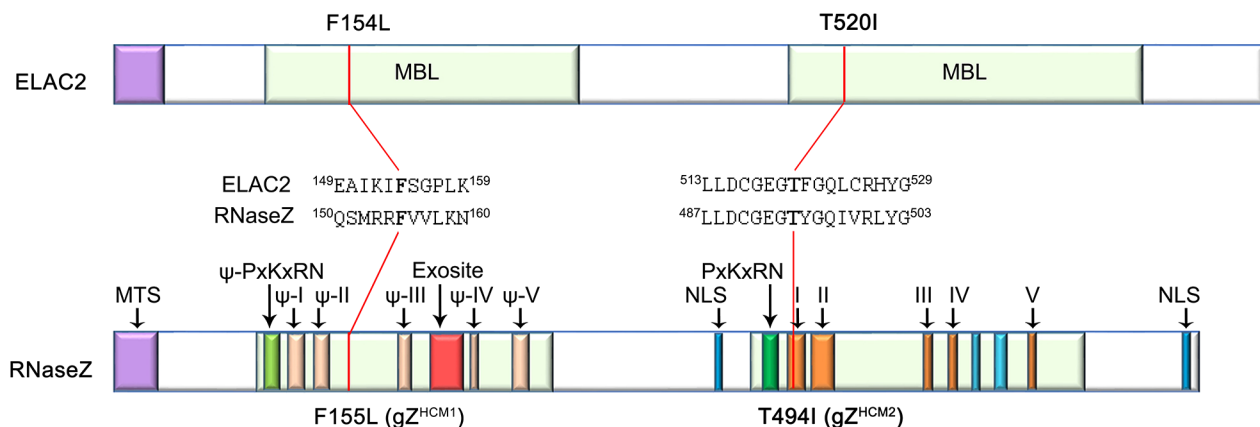 F154L T520I
ELAC2 MBL MBL
ELAC2 ¹⁴⁹EAIKIFSGPLK¹⁵⁹ ⁵¹³LLDCGEGTFGQLCRHYG⁵²⁹
RNaseZ ¹⁵⁰QSMRRFVVLKN¹⁶⁰ ⁴⁸⁷LLDCGEGTYGQIVRLYG⁵⁰³
ψ-PxKxRN Exosite PxKxRN
MTS ψ-I ψ-II ψ-III ψ-IV ψ-V NLS I II III IV V NLS
RNaseZ
F155L (gZᴴᶜᴹ¹) T494I (gZᴴᶜᴹ²)